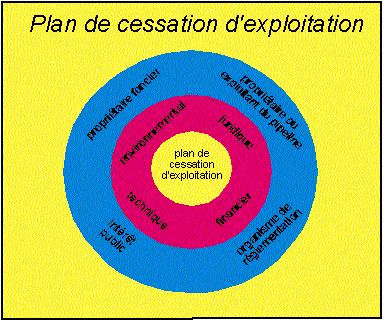 Plan de cessation d'exploitation
propriétaire foncier
propriétaire ou
exploitant du pipeline
environnemental
juridique
plan de
cessation
d'exploitation
technique
financier
intérêt
public
organisme de
réglementation